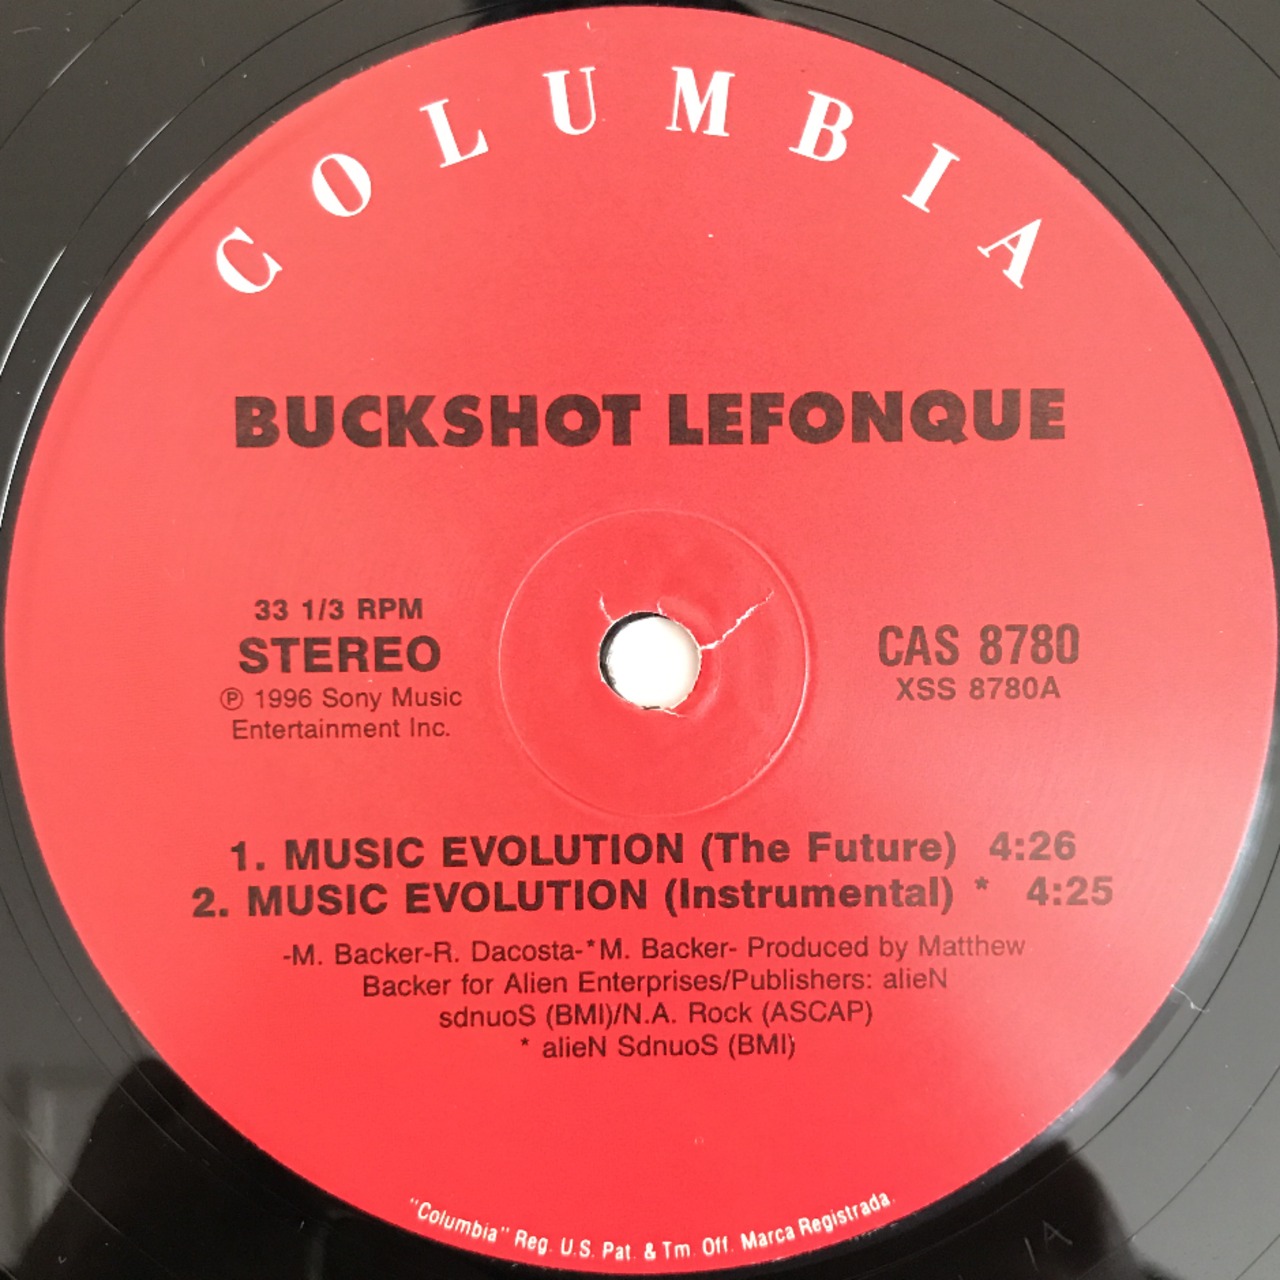 COLUMBIA
BUCKSHOT LEFONQUE
33 1/3 RPM
STEREO
℗ 1996 Sony Music
Entertainment Inc.
CAS 8780
XSS 8780A
1. MUSIC EVOLUTION (The Future) 4:26
2. MUSIC EVOLUTION (Instrumental) * 4:25
-M. Backer-R. Dacosta-*M. Backer- Produced by Matthew
Backer for Alien Enterprises/Publishers: alieN
sdnuoS (BMI)/N.A. Rock (ASCAP)
* alieN SdnuoS (BMI)
"Columbia" Reg. U.S. Pat. & Tm. Off. Marca Registrada.
1A